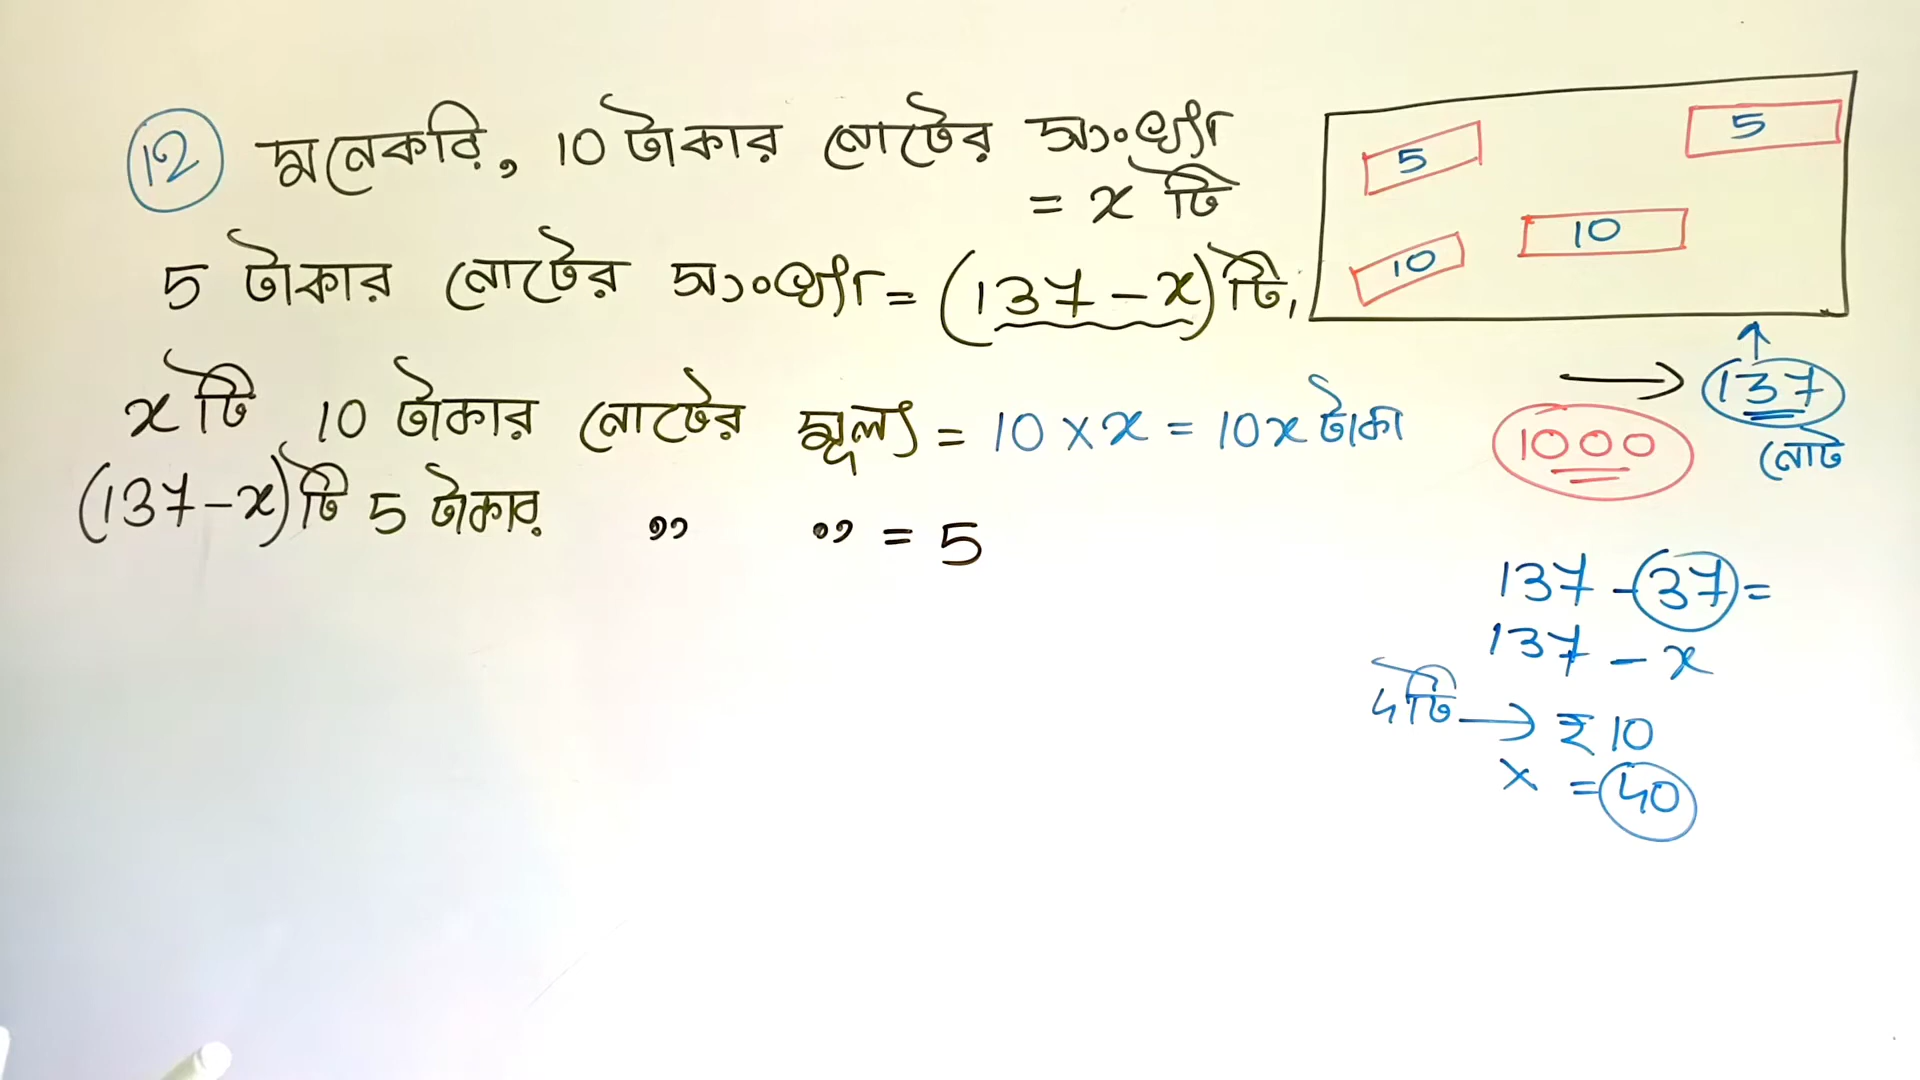 12 মনেকরি, 10 টাকার নোটের সংখ্যা
= x টি
5 টাকার নোটের সংখ্যা = (137 - x) টি,
x টি 10 টাকার নোটের মূল্য = 10 × x = 10x টাকা
(137 - x) টি 5 টাকার " " = 5
5
5
10
10
137
1000
নোট
137 - 37 =
137 - x
4টি → ₹ 10
x = 40